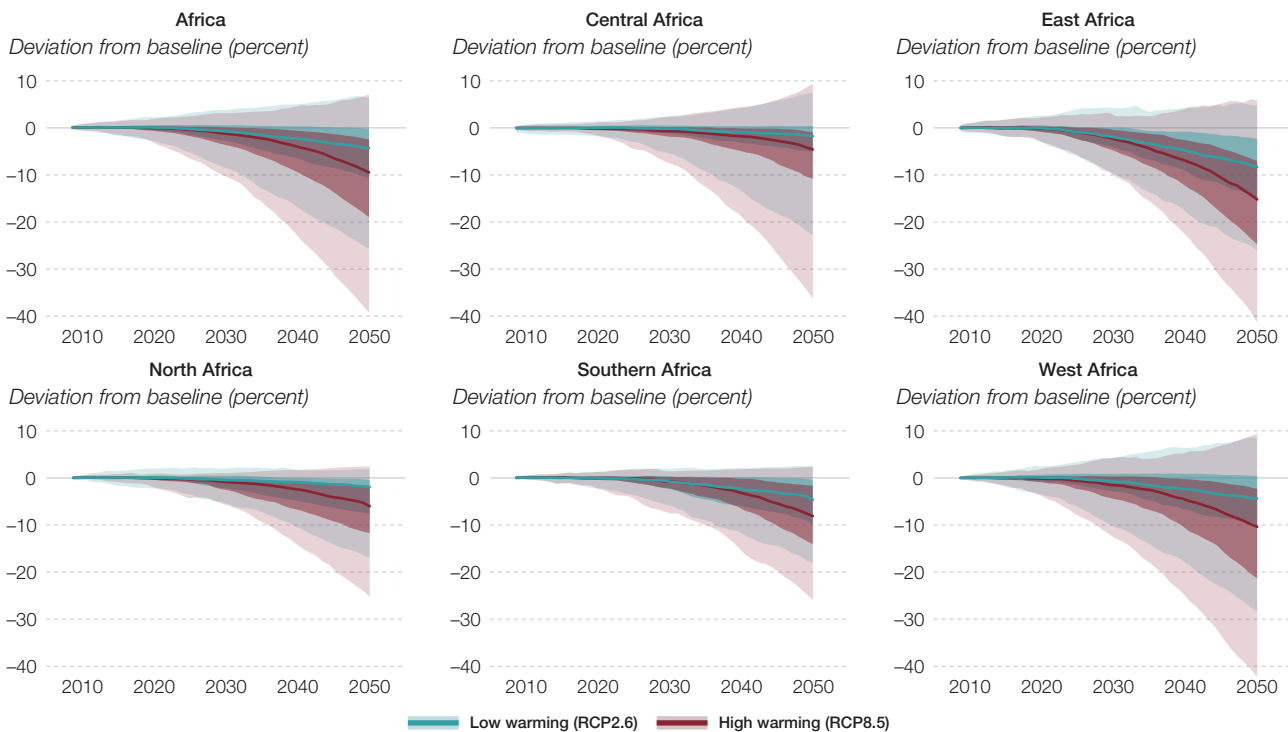 Africa
Deviation from baseline (percent)
10
0
–10
–20
–30
–40
2010 2020 2030 2040 2050
Central Africa
Deviation from baseline (percent)
10
0
–10
–20
–30
–40
2010 2020 2030 2040 2050
East Africa
Deviation from baseline (percent)
10
0
–10
–20
–30
–40
2010 2020 2030 2040 2050
North Africa
Deviation from baseline (percent)
10
0
–10
–20
–30
–40
2010 2020 2030 2040 2050
Southern Africa
Deviation from baseline (percent)
10
0
–10
–20
–30
–40
2010 2020 2030 2040 2050
West Africa
Deviation from baseline (percent)
10
0
–10
–20
–30
–40
2010 2020 2030 2040 2050
Low warming (RCP2.6) High warming (RCP8.5)